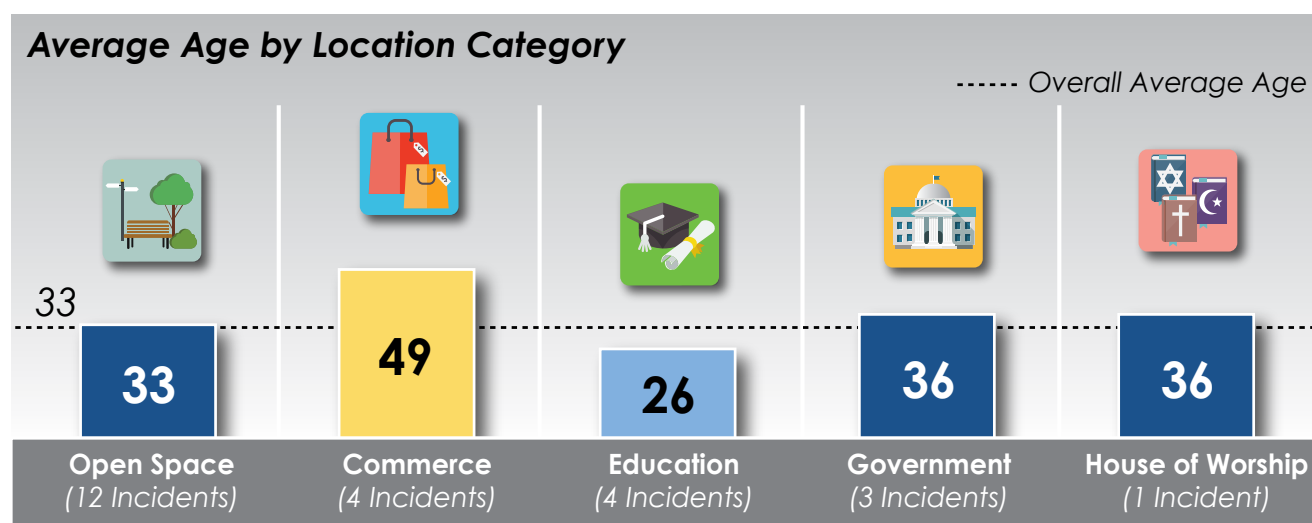 Average Age by Location Category
------ Overall Average Age
33
33
49
26
36
36
Open Space
(12 Incidents)
Commerce
(4 Incidents)
Education
(4 Incidents)
Government
(3 Incidents)
House of Worship
(1 Incident)